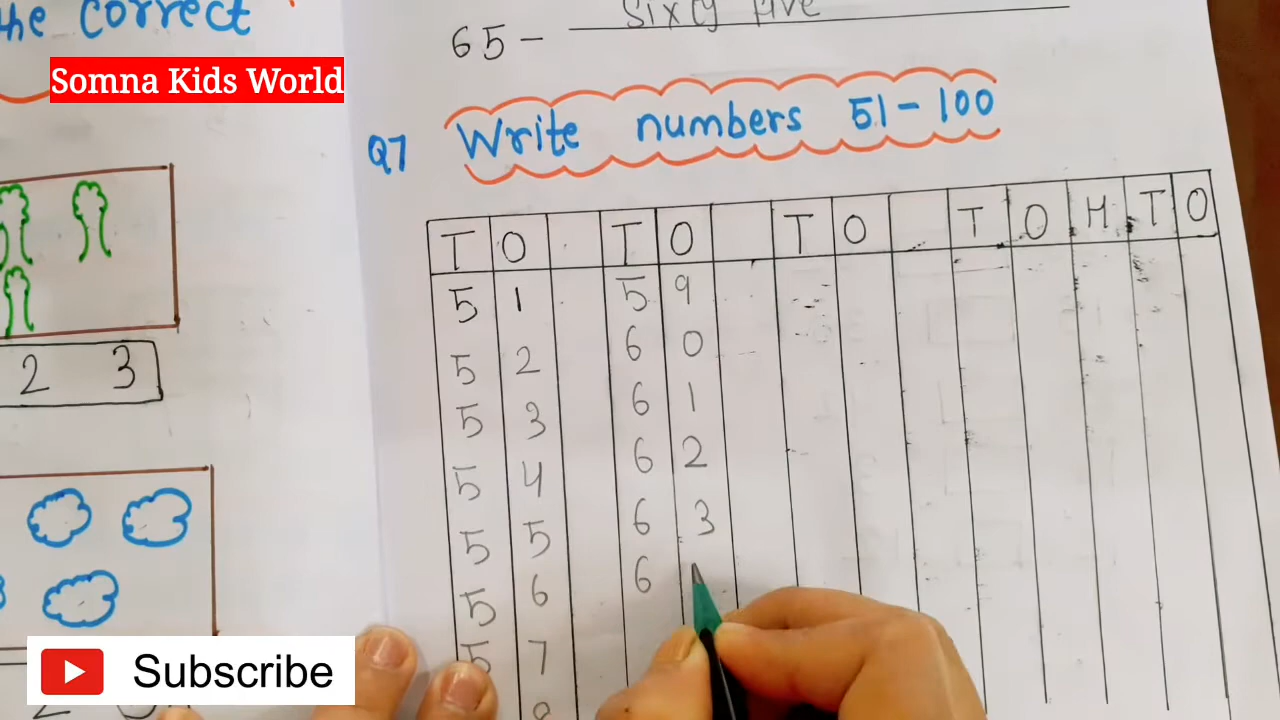 the correct
Somna Kids World
65 - Sixty five
Q7 Write numbers 51 - 100
T O T O T O T O H T O
5 1 5 9
5 2 6 0
5 3 6 1
5 4 6 2
5 5 6 3
5 6 6
5 7
2 3
Subscribe